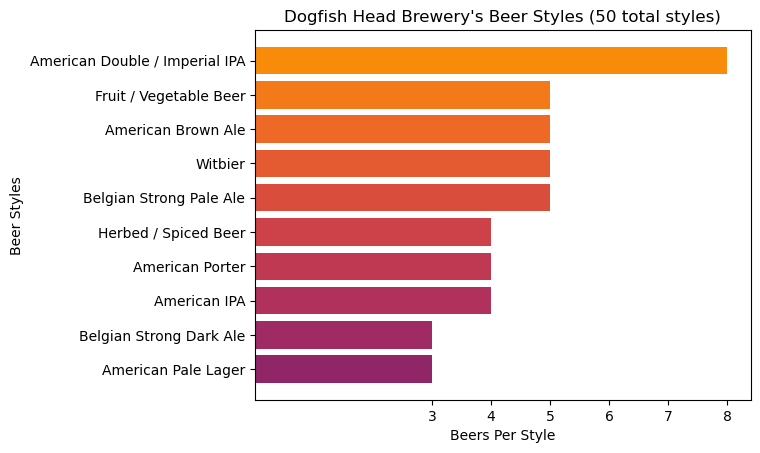 Dogfish Head Brewery's Beer Styles (50 total styles)
American Double / Imperial IPA
Fruit / Vegetable Beer
American Brown Ale
Witbier
Belgian Strong Pale Ale
Herbed / Spiced Beer
American Porter
American IPA
Belgian Strong Dark Ale
American Pale Lager
Beer Styles
3 4 5 6 7 8
Beers Per Style